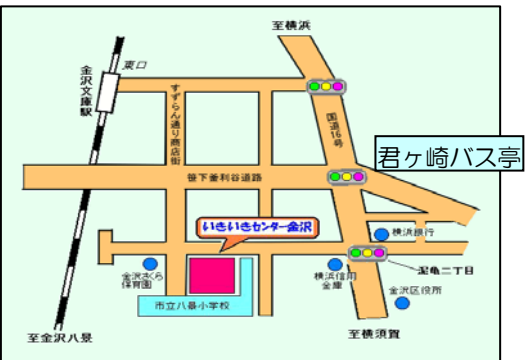 至横浜
東口
金沢文庫駅
すずらん通り商店街
国道16号
君ヶ崎バス亭
笹下釜利谷道路
いきいきセンター金沢
横浜銀行
金沢さくら
保育園
横浜信用
金庫
泥亀二丁目
金沢区役所
市立八景小学校
至金沢八景
至横須賀